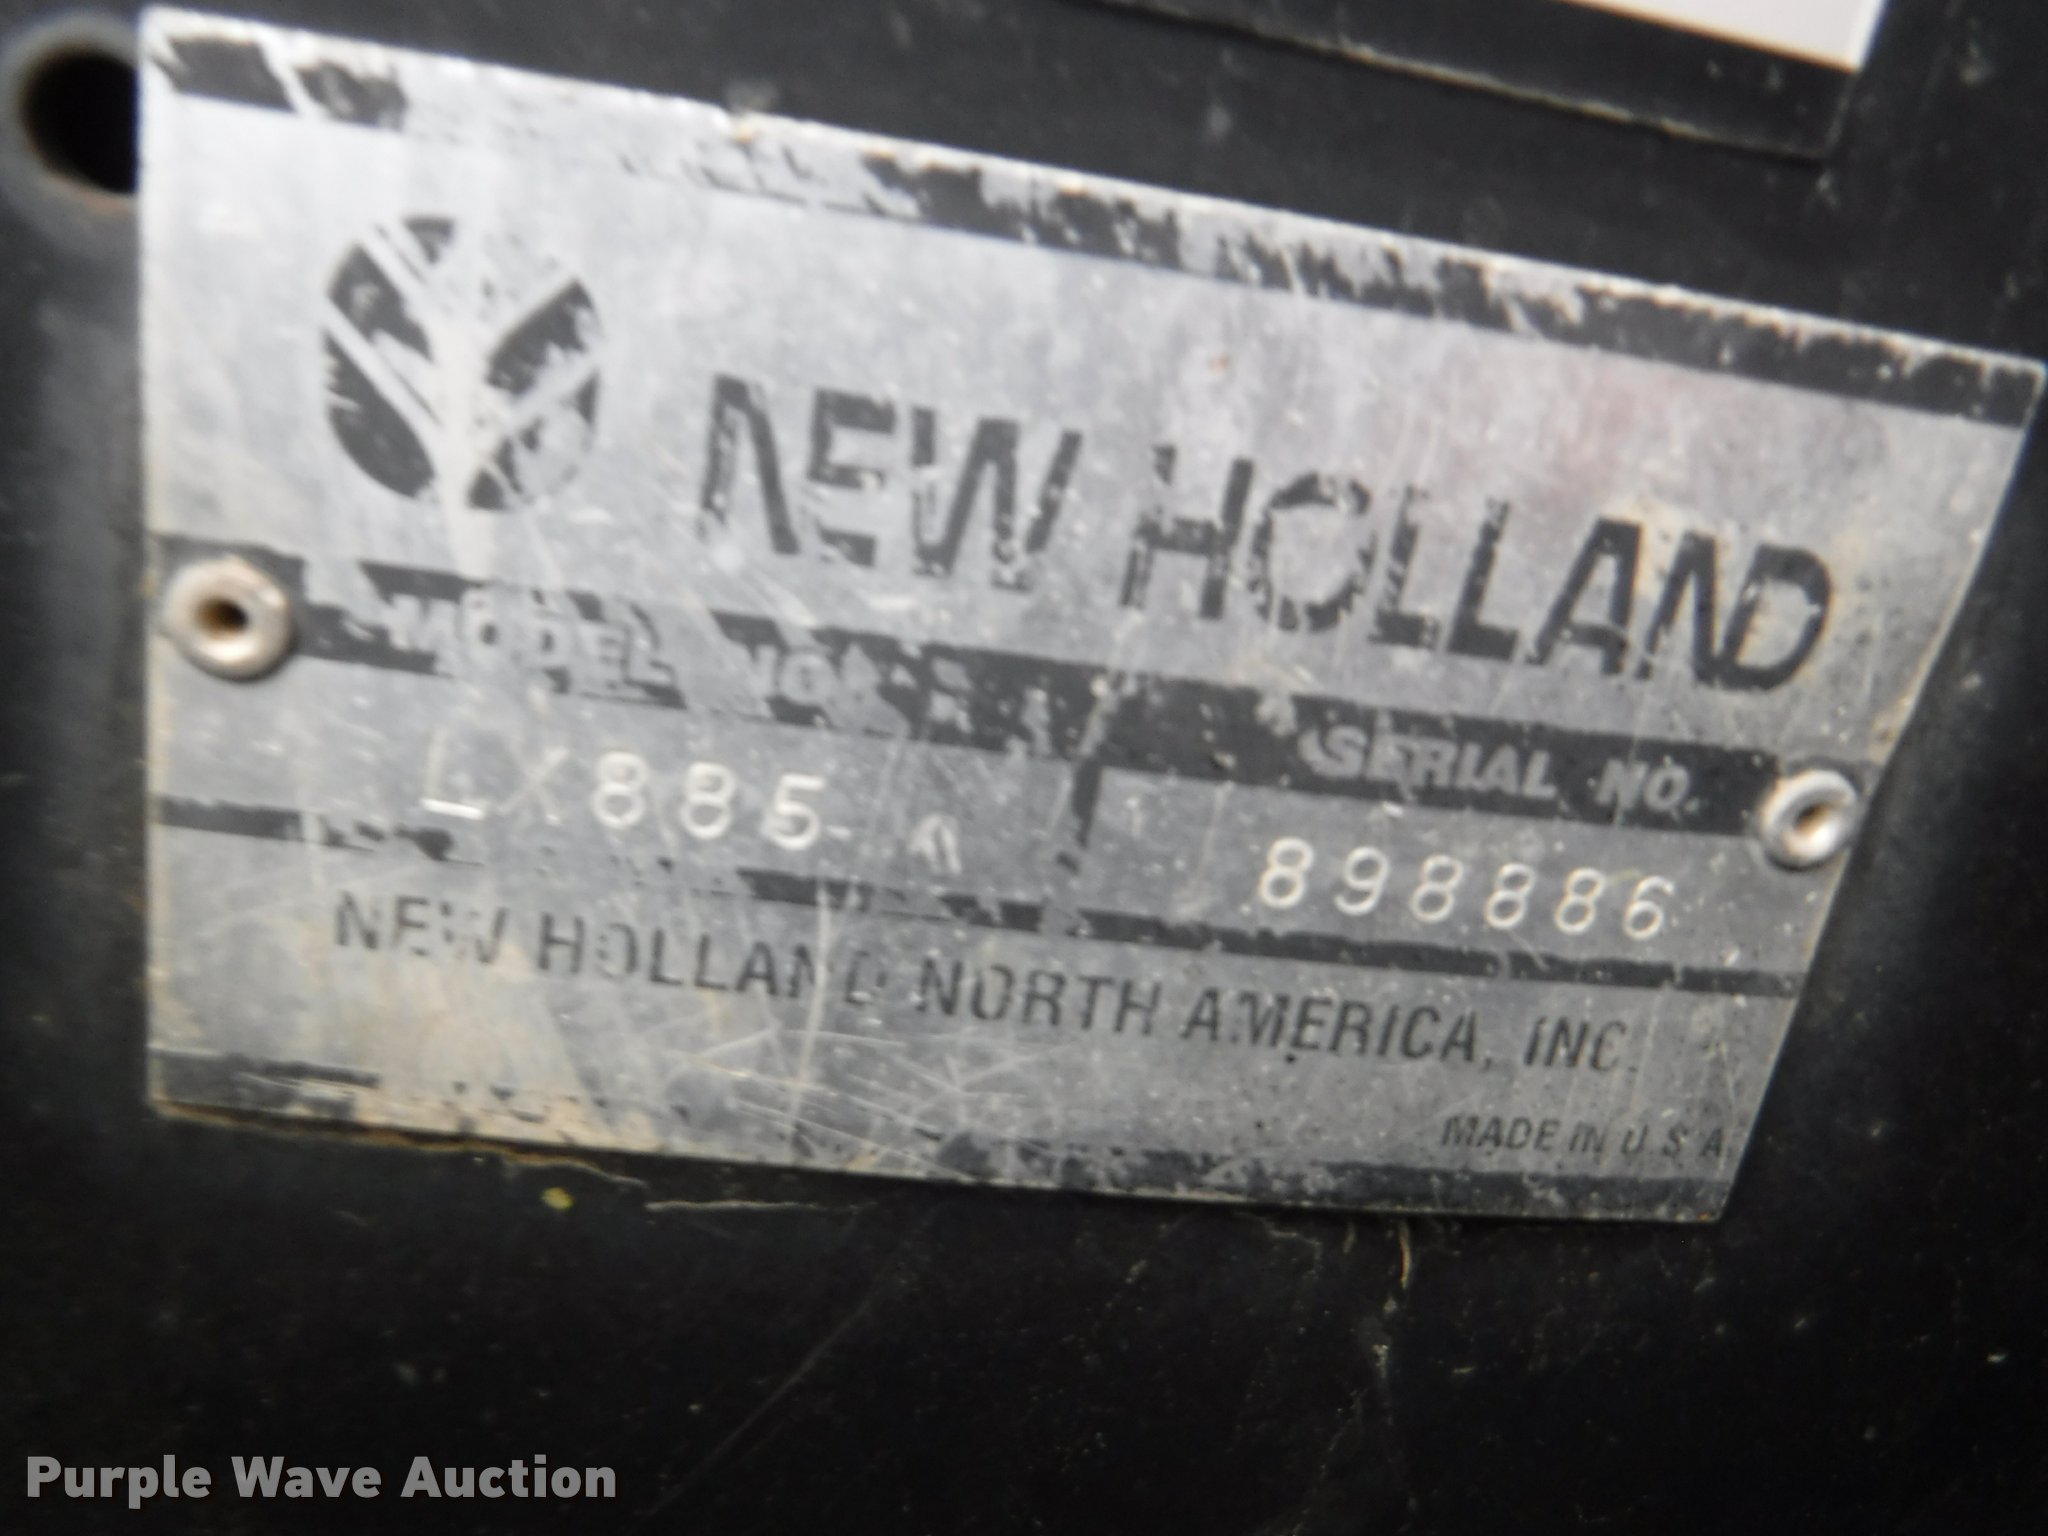 NEW HOLLAND
MODEL NO. SERIAL NO.
LX885 898886
NEW HOLLAND NORTH AMERICA, INC.
MADE IN U.S.A.
Purple Wave Auction